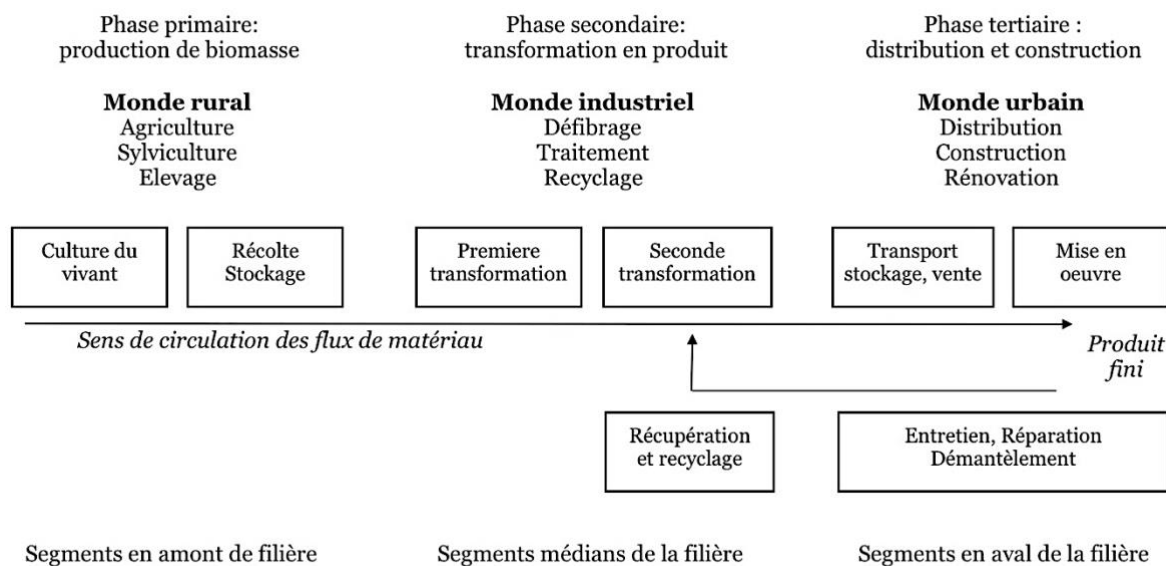 Phase primaire:
production de biomasse
Monde rural
Agriculture
Sylviculture
Elevage
Phase secondaire:
transformation en produit
Monde industriel
Défibrage
Traitement
Recyclage
Phase tertiaire :
distribution et construction
Monde urbain
Distribution
Construction
Rénovation
Culture du
vivant
Récolte
Stockage
Premiere
transformation
Seconde
transformation
Transport
stockage, vente
Mise en
oeuvre
Sens de circulation des flux de matériau
Produit
fini
Récupération
et recyclage
Entretien, Réparation
Démantèlement
Segments en amont de filière
Segments médians de la filière
Segments en aval de la filière